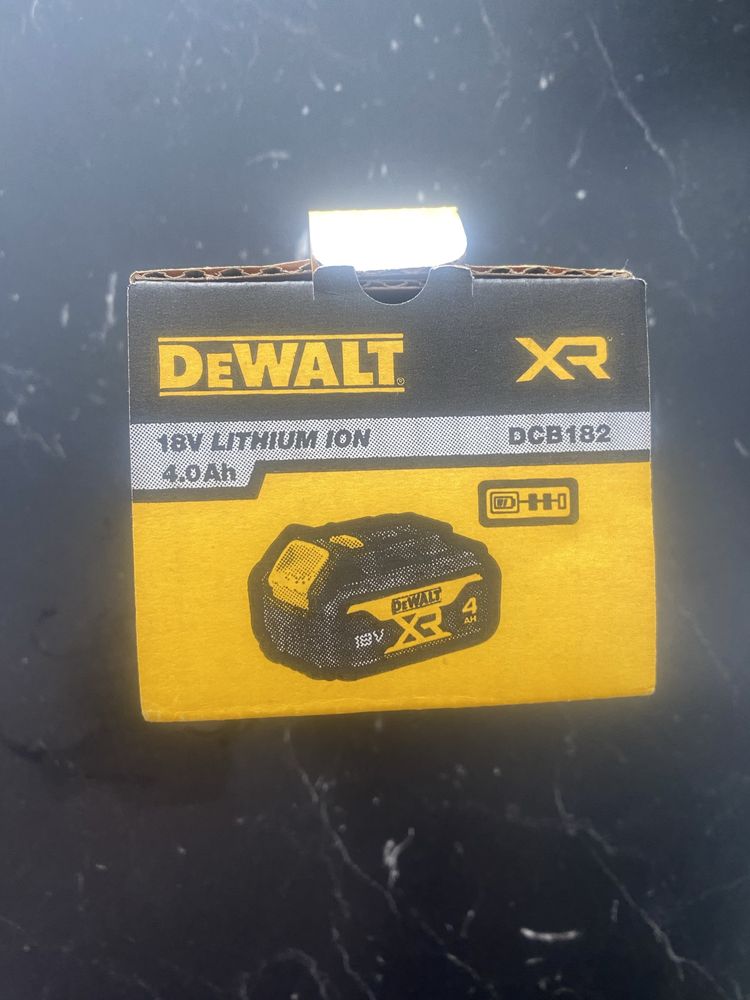 DEWALT®
XR
18V LITHIUM ION
DCB182
4.0Ah
DEWALT
XR
18V
4
AH